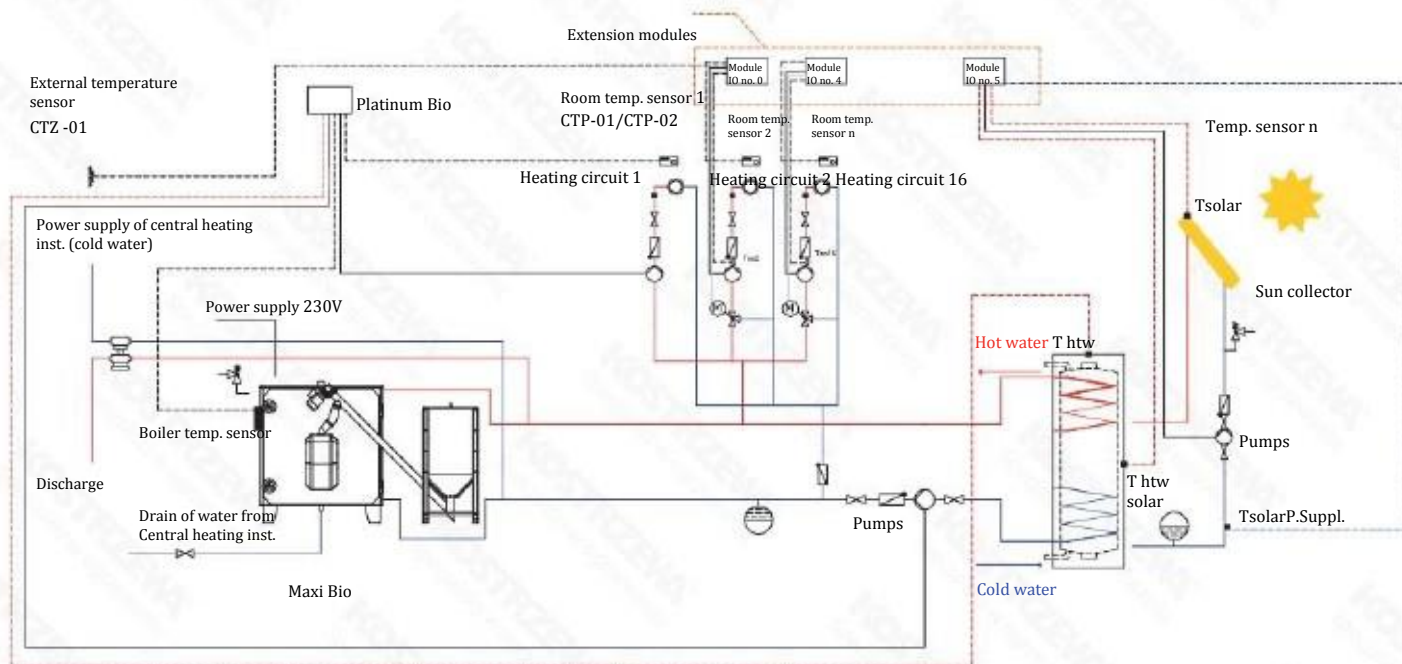 Extension modules
Module
IO no. 0
Module
IO no. 4
Module
IO no. 5
External temperature
sensor
CTZ -01
Platinum Bio
Room temp. sensor 1
CTP-01/CTP-02
Room temp.
sensor 2
Room temp.
sensor n
Temp. sensor n
Heating circuit 1
Heating circuit 2
Heating circuit 16
Tsolar
Power supply of central heating
inst. (cold water)
Sun collector
Power supply 230V
M
M
Hot water
T htw
Boiler temp. sensor
Pumps
Discharge
T htw
solar
Drain of water from
Central heating inst.
Pumps
TsolarP.Suppl.
Maxi Bio
Cold water
KOSTRZEWA